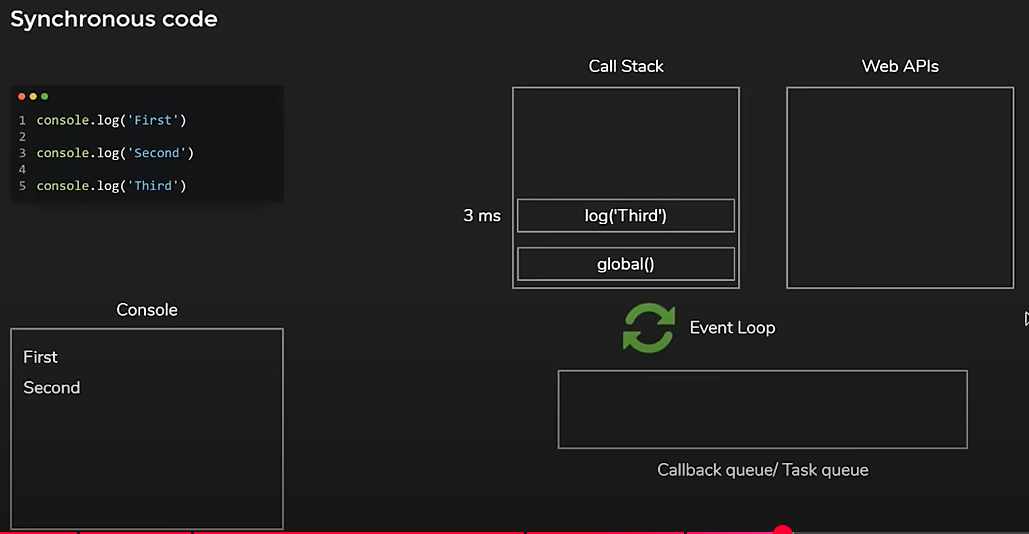 Synchronous code
1 console.log('First')
2
3 console.log('Second')
4
5 console.log('Third')
Call Stack
Web APIs
3 ms
log('Third')
global()
Event Loop
Callback queue/ Task queue
Console
First
Second